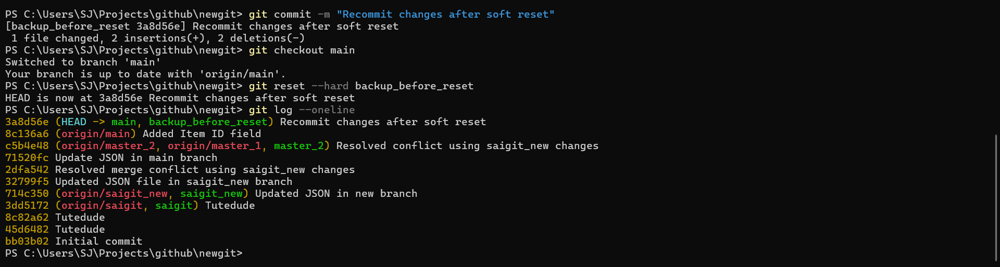 PS C:\Users\SJ\Projects\github\newgit> git commit -m "Recommit changes after soft reset"
[backup_before_reset 3a8d56e] Recommit changes after soft reset
 1 file changed, 2 insertions(+), 2 deletions(-)
PS C:\Users\SJ\Projects\github\newgit> git checkout main
Switched to branch 'main'
Your branch is up to date with 'origin/main'.
PS C:\Users\SJ\Projects\github\newgit> git reset --hard backup_before_reset
HEAD is now at 3a8d56e Recommit changes after soft reset
PS C:\Users\SJ\Projects\github\newgit> git log --oneline
3a8d56e (HEAD -> main, backup_before_reset) Recommit changes after soft reset
8c136a6 (origin/main) Added Item ID field
c5b4e48 (origin/master_2, origin/master_1, master_2) Resolved conflict using saigit_new changes
71520fc Update JSON in main branch
2dfa542 Resolved merge conflict using saigit_new changes
32799f5 Updated JSON file in saigit_new branch
714c350 (origin/saigit_new, saigit_new) Updated JSON in new branch
3dd5172 (origin/saigit, saigit) Tutedude
8c82a62 Tutedude
45d6482 Tutedude
bb03b02 Initial commit
PS C:\Users\SJ\Projects\github\newgit>